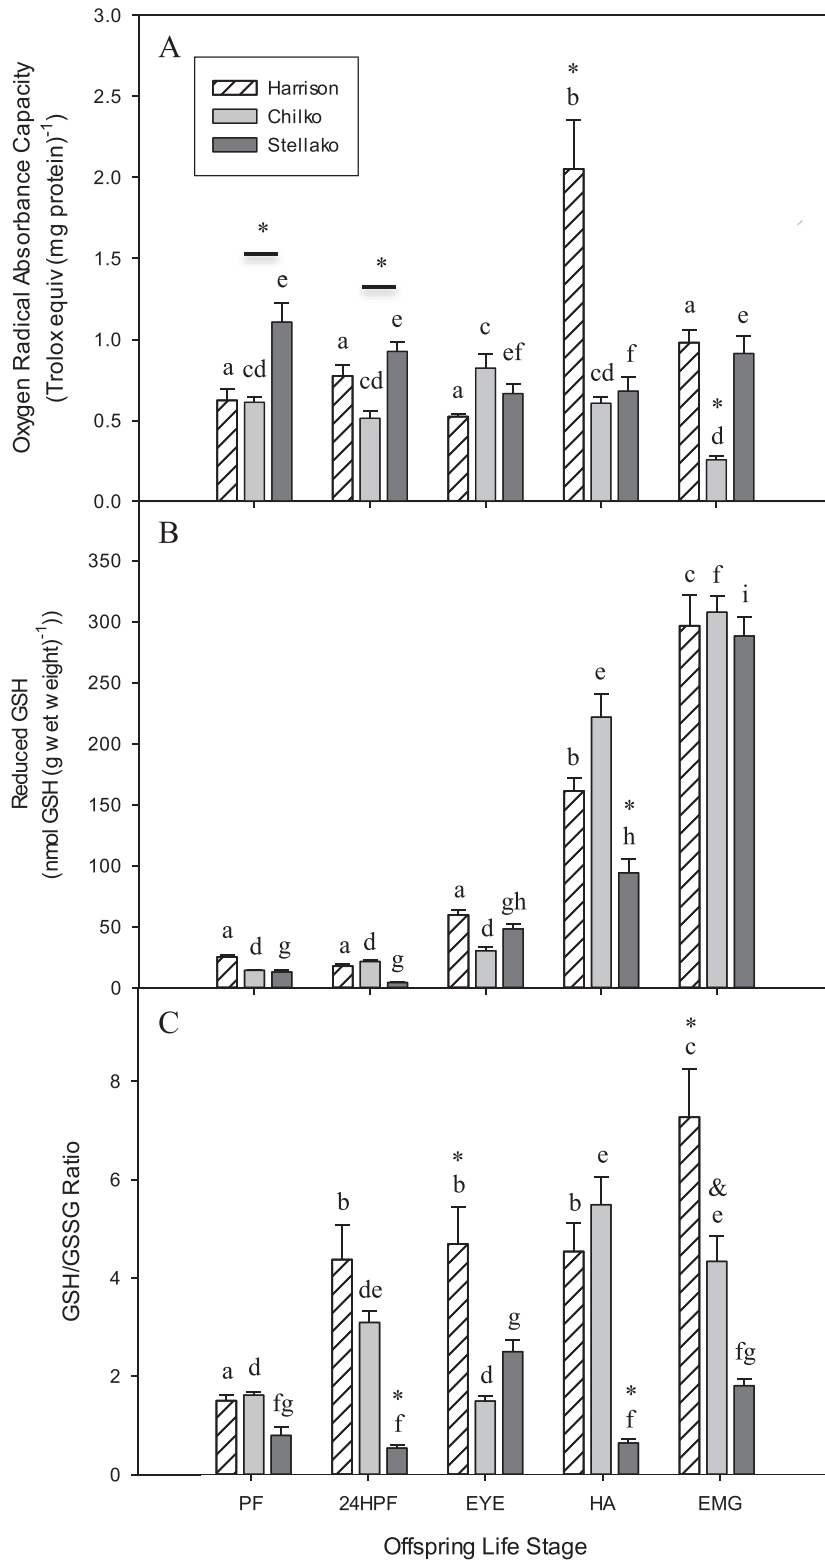 3.0
A
Harrison
Chilko
Stellako
2.5
2.0
1.5
1.0
0.5
0.0
Oxygen Radical Absorbance Capacity
(Trolox equiv (mg protein)-1)
a cd * e
a cd * e
a c ef
* b cd f
a * d e
B
350
300
250
200
150
100
50
0
Reduced GSH
(nmol GSH (g wet weight)-1))
a d g
a d g
a d gh
b e * h
c f i
C
8
6
4
2
0
GSH/GSSG Ratio
a d fg
b de * f
* b d g
b e * f
* c & e fg
PF 24HPF EYE HA EMG
Offspring Life Stage